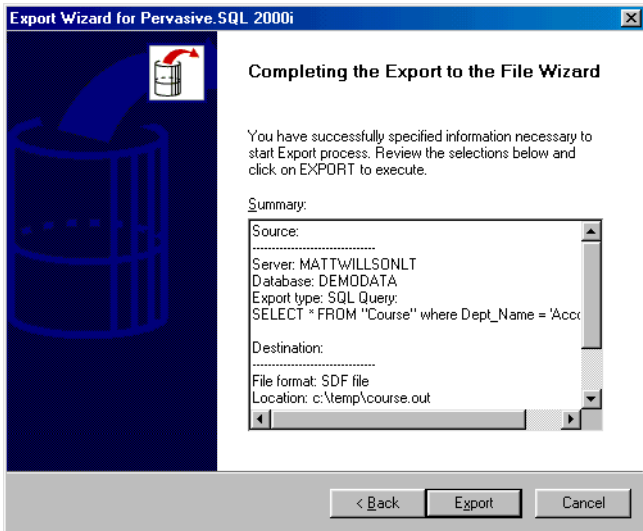 Export Wizard for Pervasive.SQL 2000i
Completing the Export to the File Wizard
You have successfully specified information necessary to
start Export process. Review the selections below and
click on EXPORT to execute.
Summary:
Source:
-------------------------------
Server: MATTWILLSONLT
Database: DEMODATA
Export type: SQL Query:
SELECT * FROM "Course" where Dept_Name = 'Acco
Destination:
-------------------------------
File format: SDF file
Location: c:\temp\course.out
< Back
Export
Cancel